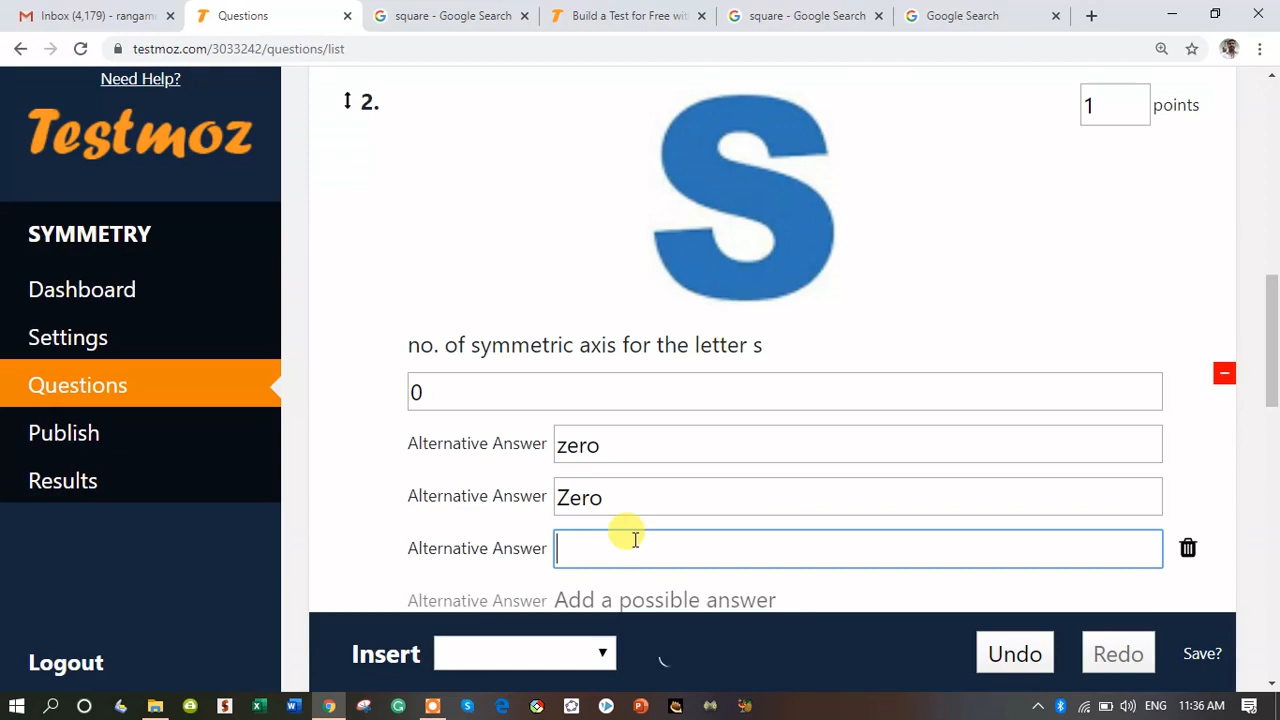 Inbox (4,179) - rangam
Questions
square - Google Search
Build a Test for Free wit
square - Google Search
Google Search
testmoz.com/3033242/questions/list
Need Help?
Testmoz
SYMMETRY
Dashboard
Settings
Questions
Publish
Results
Logout
2.
1 points
S
no. of symmetric axis for the letter s
0
Alternative Answer zero
Alternative Answer Zero
Alternative Answer
Alternative Answer Add a possible answer
Insert
Undo
Redo
Save?
ENG
11:36 AM